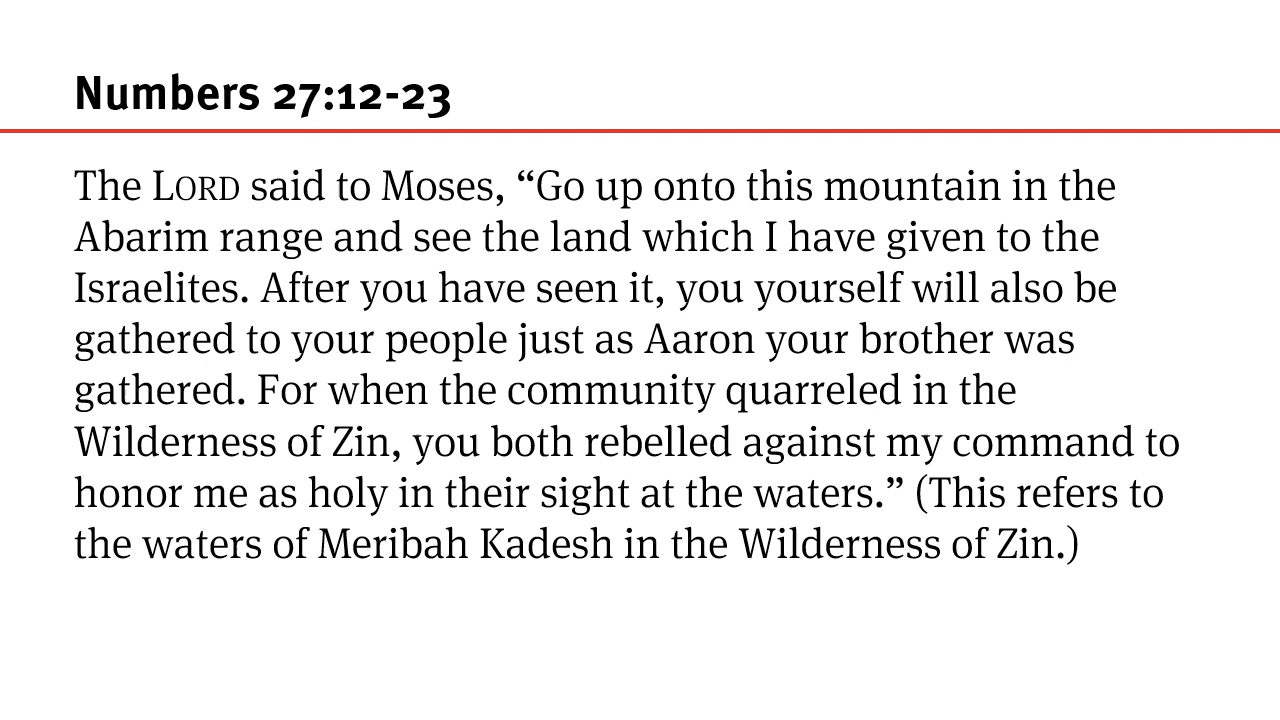 Numbers 27:12-23
The LORD said to Moses, “Go up onto this mountain in the
Abarim range and see the land which I have given to the
Israelites. After you have seen it, you yourself will also be
gathered to your people just as Aaron your brother was
gathered. For when the community quarreled in the
Wilderness of Zin, you both rebelled against my command to
honor me as holy in their sight at the waters.” (This refers to
the waters of Meribah Kadesh in the Wilderness of Zin.)